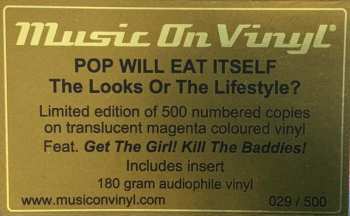 Music On Vinyl®
POP WILL EAT ITSELF
The Looks Or The Lifestyle?
Limited edition of 500 numbered copies
on translucent magenta coloured vinyl
Feat. Get The Girl! Kill The Baddies!
Includes insert
180 gram audiophile vinyl
www.musiconvinyl.com 029 / 500